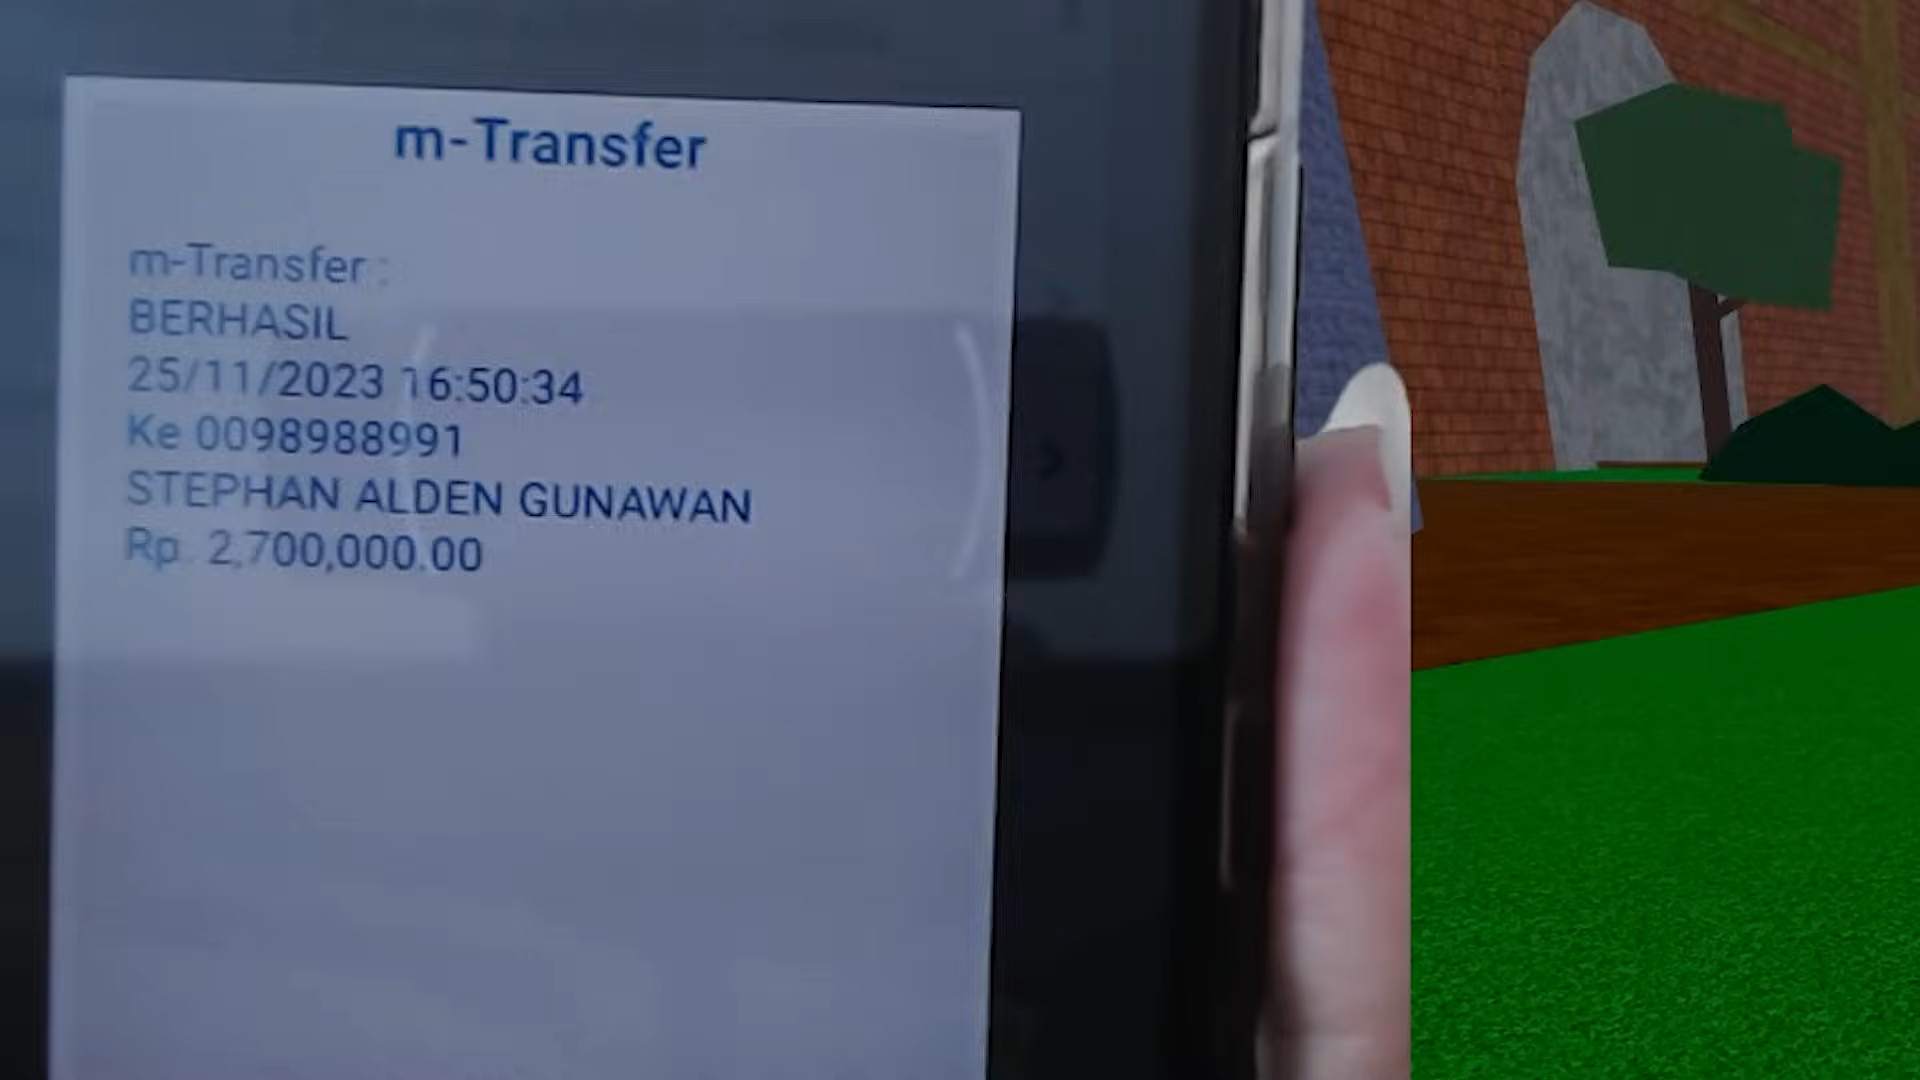 m-Transfer
m-Transfer :
BERHASIL
25/11/2023 16:50:34
Ke 0098988991
STEPHAN ALDEN GUNAWAN
Rp. 2,700,000.00